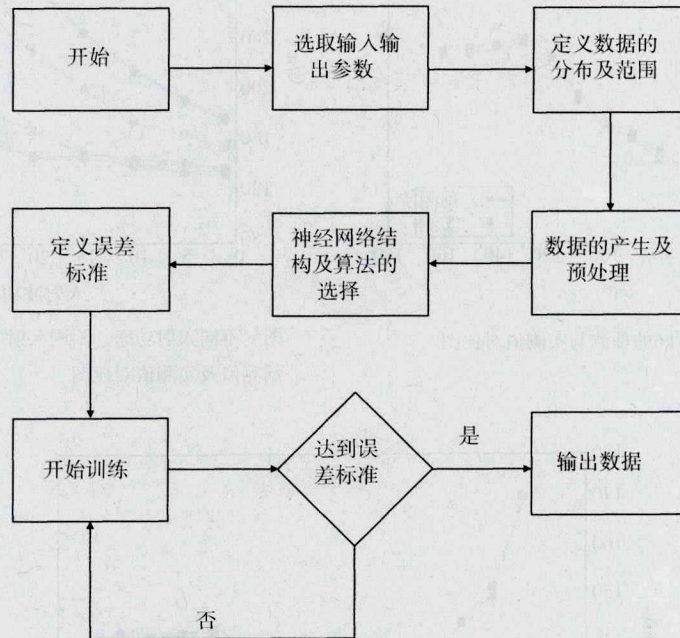 开始
选取输入输
出参数
定义数据的
分布及范围
定义误差
标准
神经网络结
构及算法的
选择
数据的产生及
预处理
开始训练
达到误
差标准
是
输出数据
否